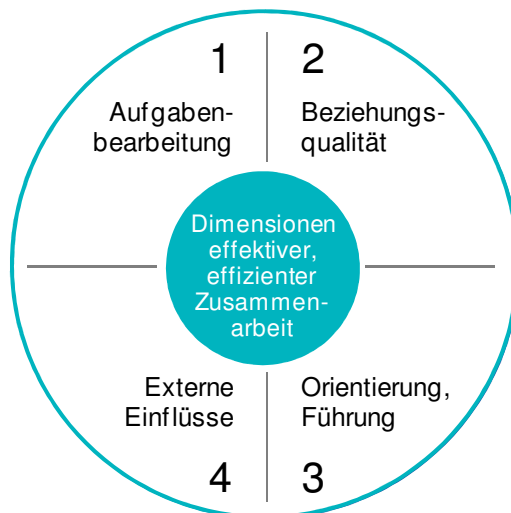 1
Aufgaben-
bearbeitung
2
Beziehungs-
qualität
Dimensionen
effektiver,
effizienter
Zusammen-
arbeit
Externe
Einflüsse
4
Orientierung,
Führung
3